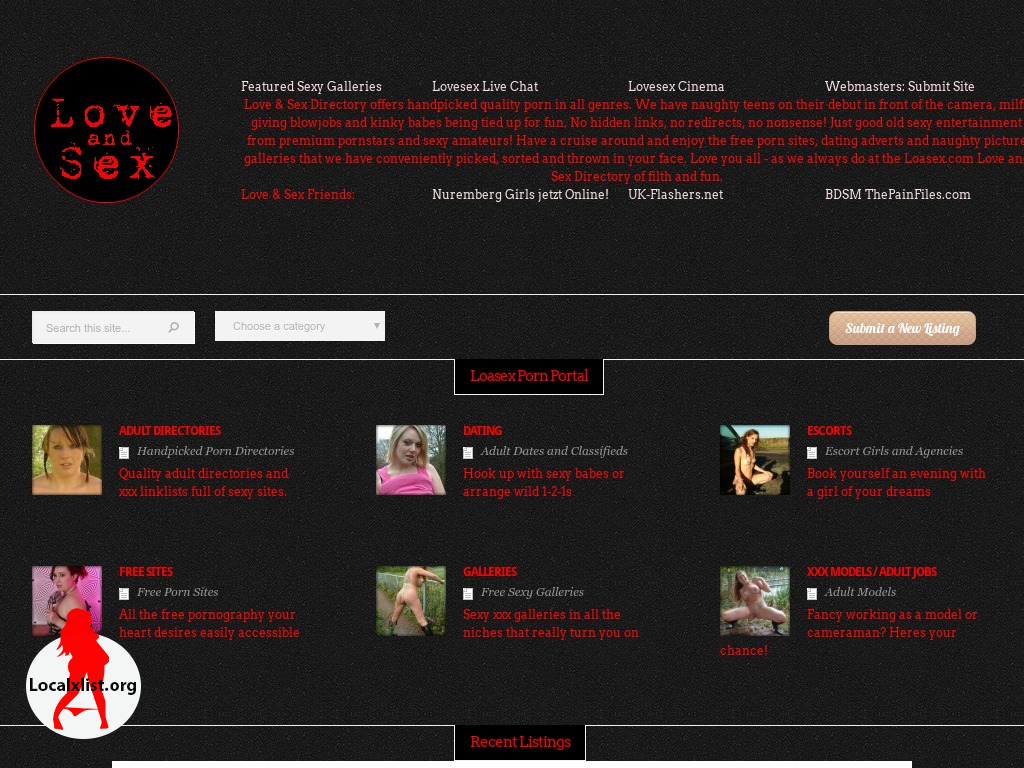 Love
and
Sex
Featured Sexy Galleries
Lovesex Live Chat
Lovesex Cinema
Webmasters: Submit Site
Love & Sex Directory offers handpicked quality porn in all genres. We have naughty teens on their debut in front of the camera, milf
giving blowjobs and kinky babes being tied up for fun. No hidden links, no redirects, no nonsense! Just good old sexy entertainment
from premium pornstars and sexy amateurs! Have a cruise around and enjoy the free porn sites, dating adverts and naughty picture
galleries that we have conveniently picked, sorted and thrown in your face. Love you all - as we always do at the Loasex.com Love an
Sex Directory of filth and fun.
Love & Sex Friends:
Nuremberg Girls jetzt Online!
UK-Flashers.net
BDSM ThePainFiles.com
Search this site...
Choose a category
Submit a New Listing
Loasex Porn Portal
ADULT DIRECTORIES
Handpicked Porn Directories
Quality adult directories and
xxx linklists full of sexy sites.
DATING
Adult Dates and Classifieds
Hook up with sexy babes or
arrange wild 1-2-1s
ESCORTS
Escort Girls and Agencies
Book yourself an evening with
a girl of your dreams
FREE SITES
Free Porn Sites
All the free pornography your
heart desires easily accessible
GALLERIES
Free Sexy Galleries
Sexy xxx galleries in all the
niches that really turn you on
XXX MODELS / ADULT JOBS
Adult Models
Fancy working as a model or
cameraman? Heres your
chance!
Localxlist.org
Recent Listings